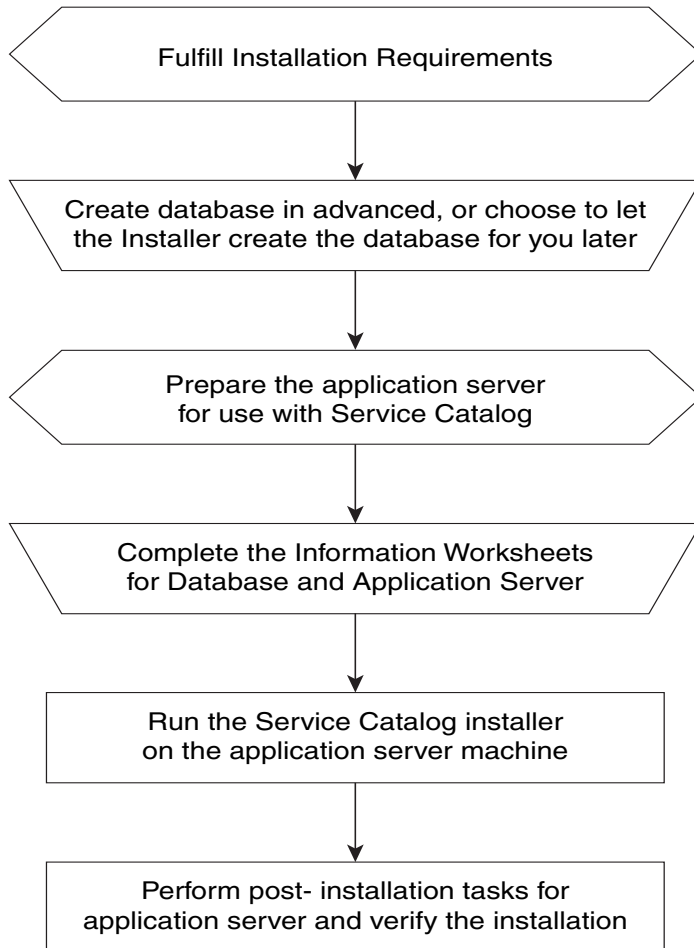 Fulfill Installation Requirements
Create database in advanced, or choose to let
the Installer create the database for you later
Prepare the application server
for use with Service Catalog
Complete the Information Worksheets
for Database and Application Server
Run the Service Catalog installer
on the application server machine
Perform post- installation tasks for
application server and verify the installation